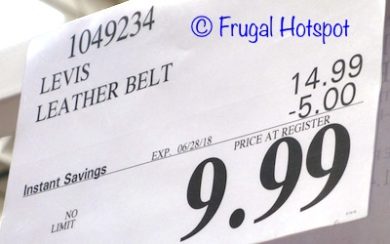 © Frugal Hotspot
1049234
LEVIS
LEATHER BELT
14.99
-5.00
EXP. 06/28/18
PRICE AT REGISTER
Instant Savings
9.99
NO
LIMIT